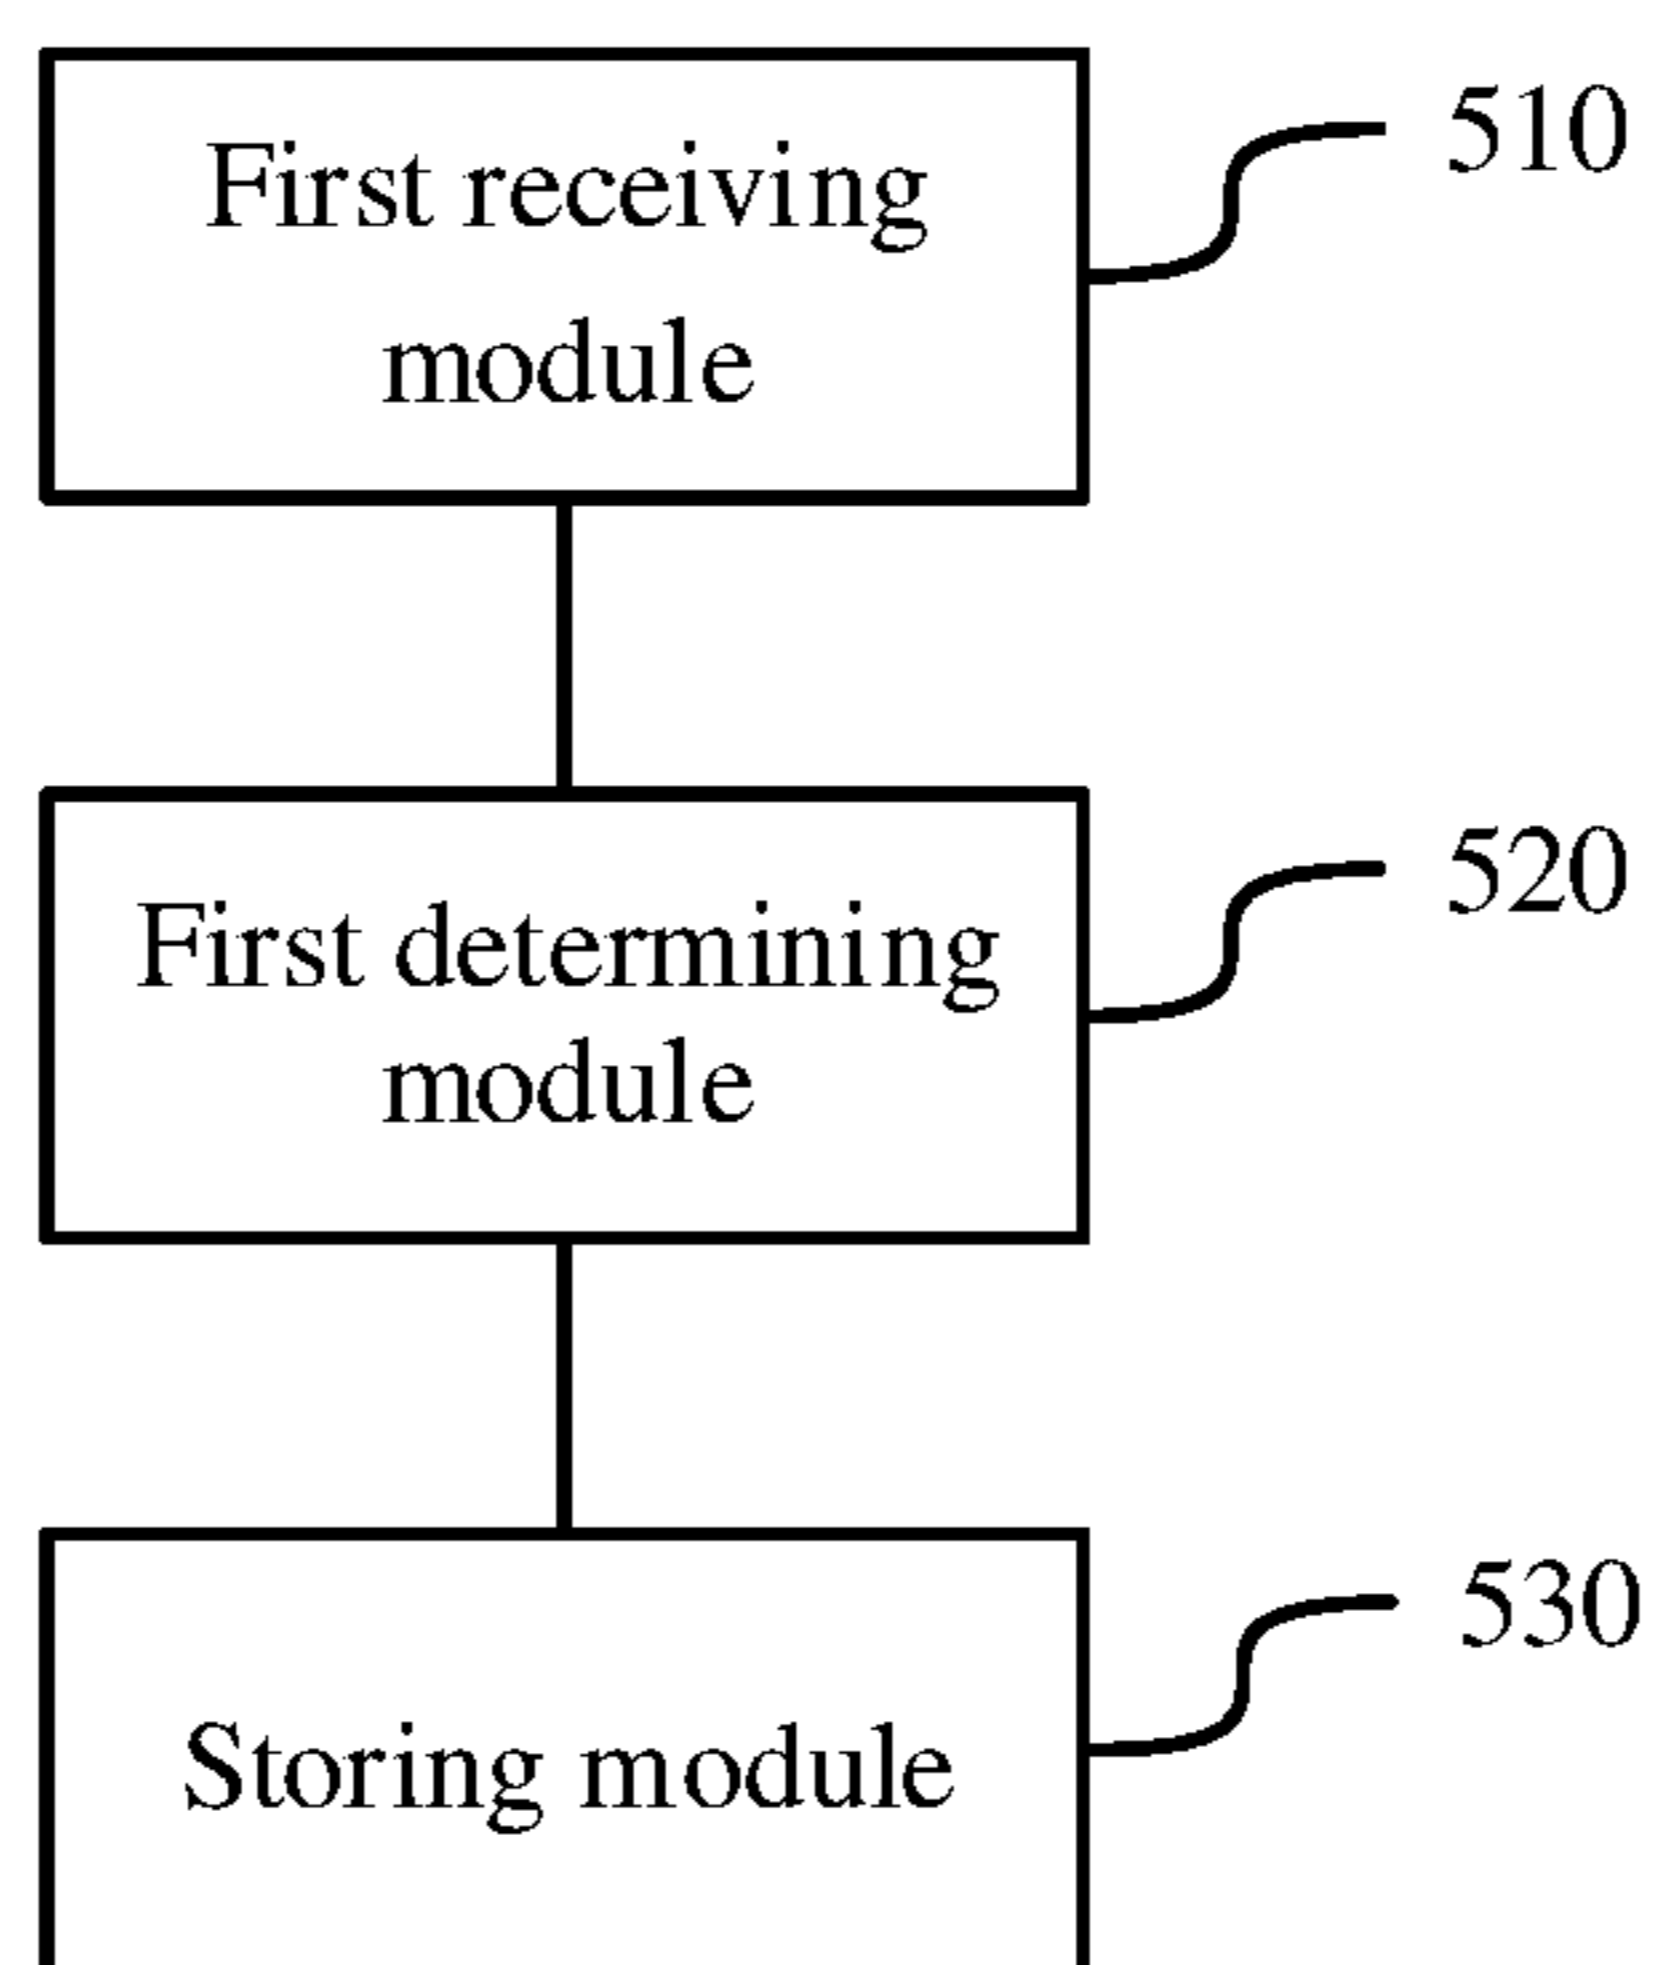 First receiving
module
510
First determining
module
520
Storing module
530